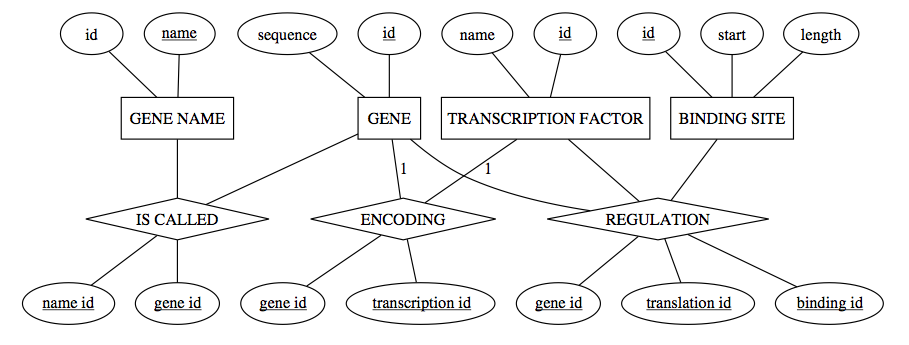 id
name
sequence
id
name
id
id
start
length
GENE NAME
GENE
TRANSCRIPTION FACTOR
BINDING SITE
1
1
IS CALLED
ENCODING
REGULATION
name id
gene id
gene id
transcription id
gene id
translation id
binding id